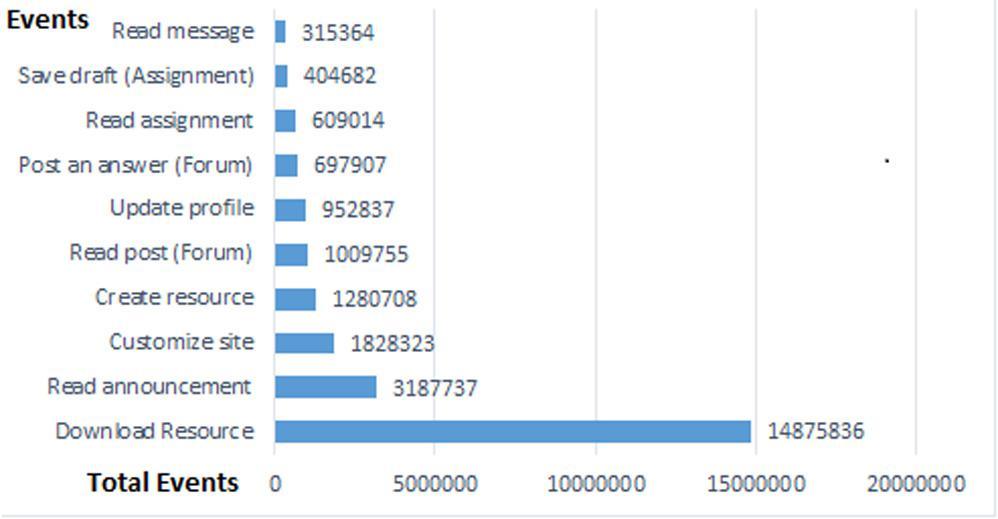 Events
Read message 315364
Save draft (Assignment) 404682
Read assignment 609014
Post an answer (Forum) 697907
Update profile 952837
Read post (Forum) 1009755
Create resource 1280708
Customize site 1828323
Read announcement 3187737
Download Resource 14875836
Total Events 0 5000000 10000000 15000000 20000000